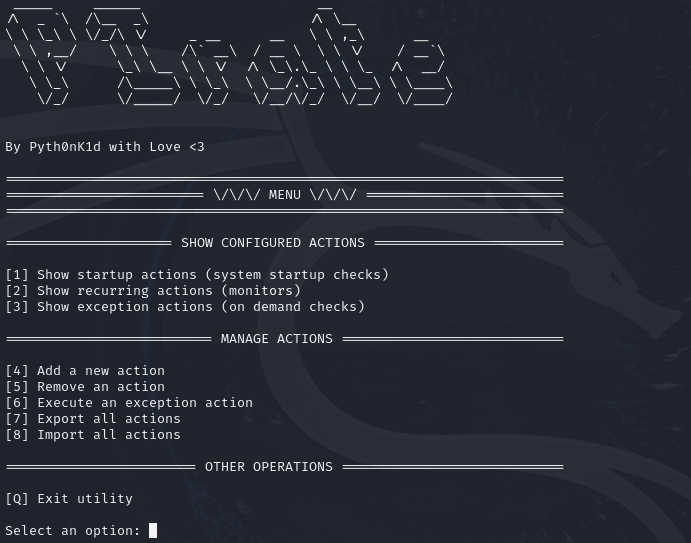 PIrate
By Pyth0nK1d with Love <3
==================================================================
======================== \/\/\/ MENU \/\/\/ ========================
==================================================================
==================== SHOW CONFIGURED ACTIONS =======================
[1] Show startup actions (system startup checks)
[2] Show recurring actions (monitors)
[3] Show exception actions (on demand checks)
========================= MANAGE ACTIONS ===========================
[4] Add a new action
[5] Remove an action
[6] Execute an exception action
[7] Export all actions
[8] Import all actions
======================= OTHER OPERATIONS ===========================
[Q] Exit utility
Select an option: